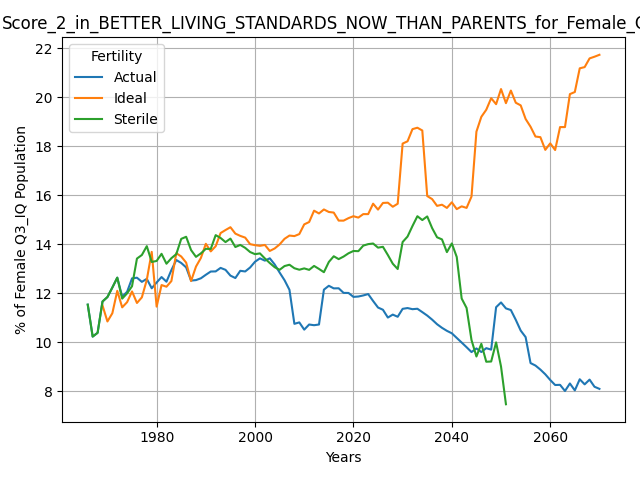 Score_2_in_BETTER_LIVING_STANDARDS_NOW_THAN_PARENTS_for_Female_
Fertility
Actual
Ideal
Sterile
% of Female Q3_IQ Population
22
20
18
16
14
12
10
8
1980 2000 2020 2040 2060
Years